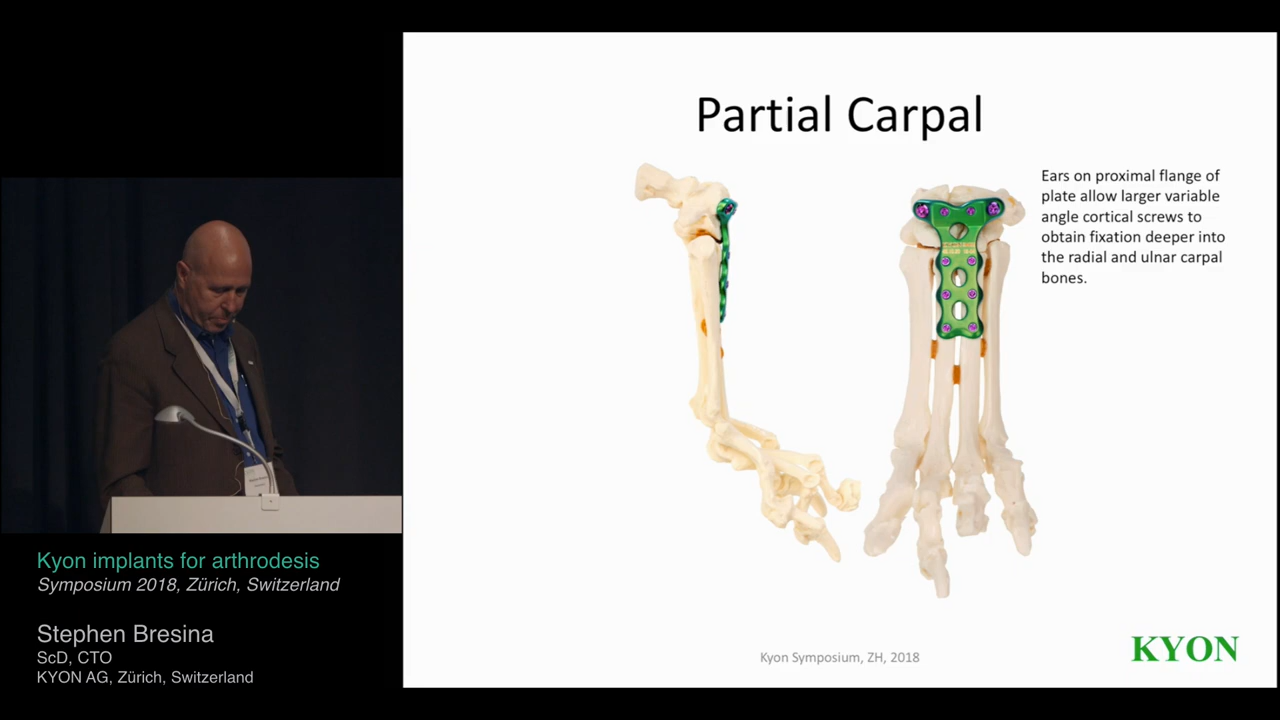 Partial Carpal
Ears on proximal flange of
plate allow larger variable
angle cortical screws to
obtain fixation deeper into
the radial and ulnar carpal
bones.
Kyon implants for arthrodesis
Symposium 2018, Zürich, Switzerland
Stephen Bresina
ScD, CTO
KYON AG, Zürich, Switzerland
Kyon Symposium, ZH, 2018
KYON